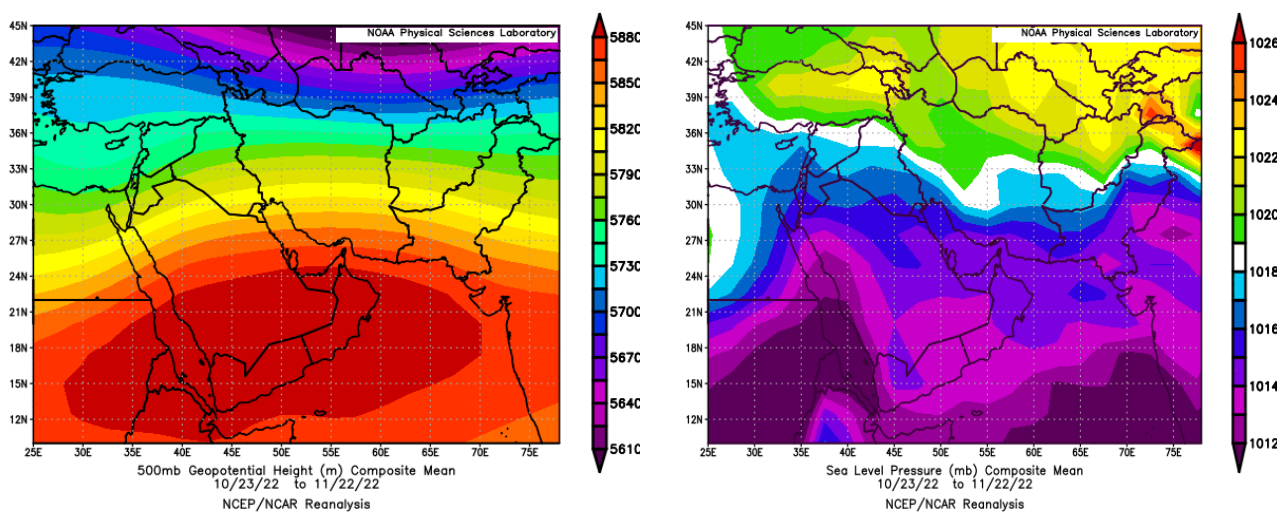 NOAA Physical Sciences Laboratory
45N
42N
39N
36N
33N
30N
27N
24N
21N
18N
15N
12N
25E 30E 35E 40E 45E 50E 55E 60E 65E 70E 75E
5880
5850
5820
5790
5760
5730
5700
5670
5640
5610
500mb Geopotential Height (m) Composite Mean
10/23/22 to 11/22/22
NCEP/NCAR Reanalysis
NOAA Physical Sciences Laboratory
45N
42N
39N
36N
33N
30N
27N
24N
21N
18N
15N
12N
25E 30E 35E 40E 45E 50E 55E 60E 65E 70E 75E
1026
1024
1022
1020
1018
1016
1014
1012
Sea Level Pressure (mb) Composite Mean
10/23/22 to 11/22/22
NCEP/NCAR Reanalysis